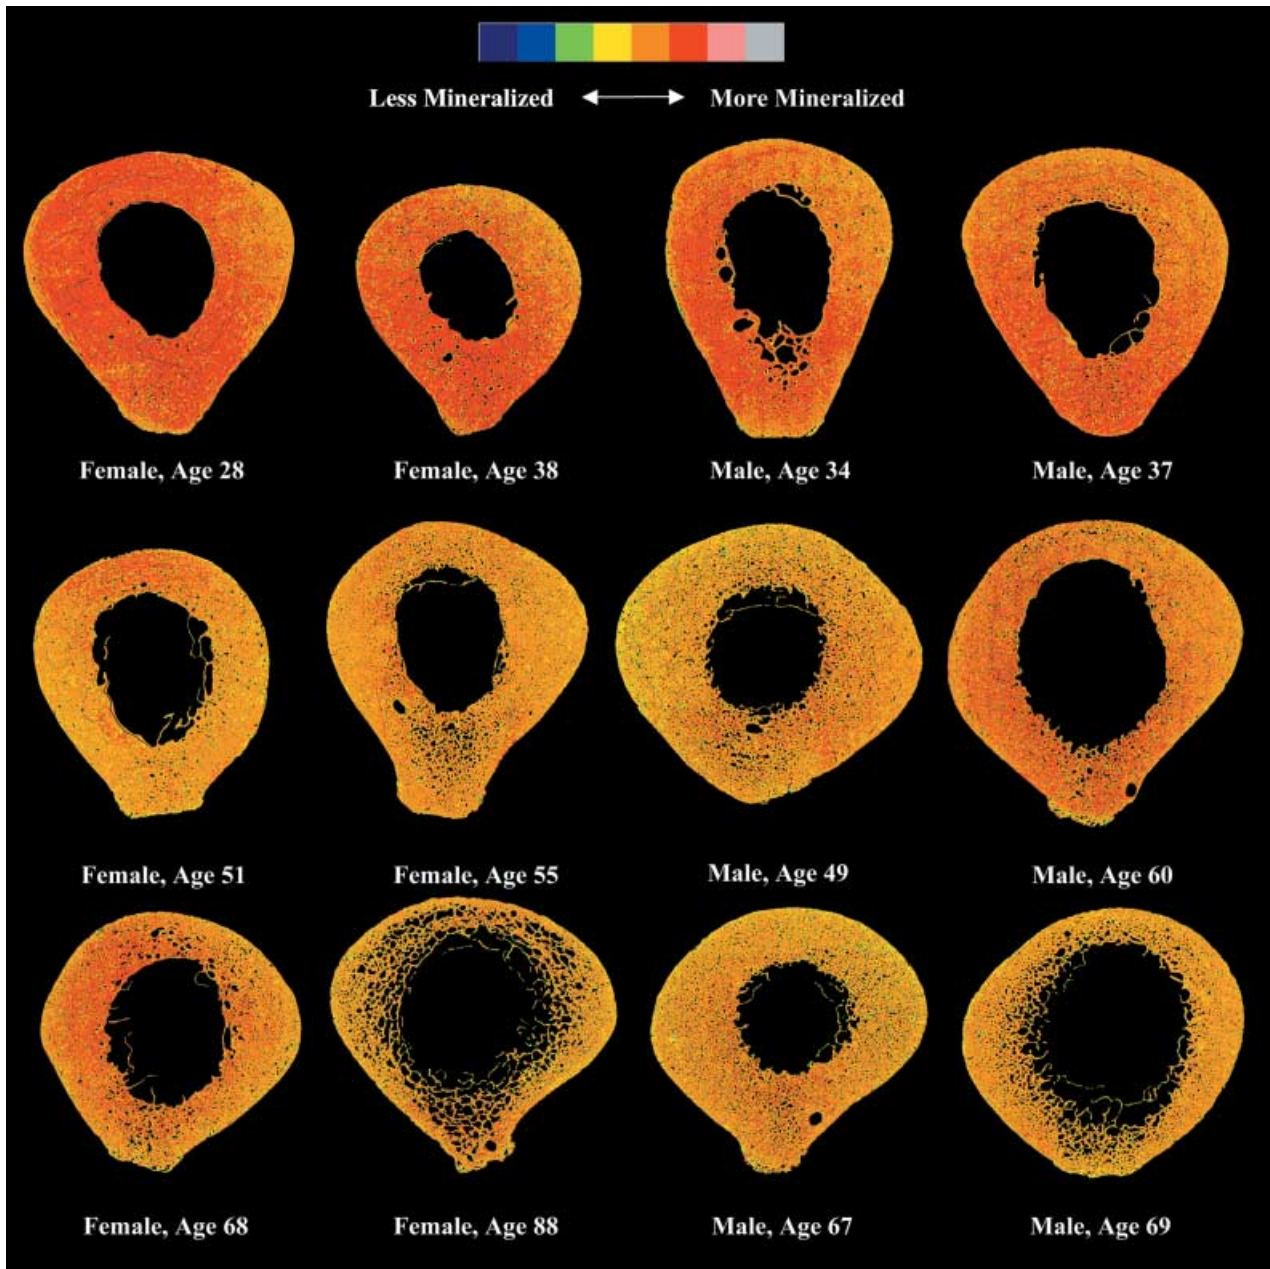 Less Mineralized
More Mineralized
Female, Age 28
Female, Age 38
Male, Age 34
Male, Age 37
Female, Age 51
Female, Age 55
Male, Age 49
Male, Age 60
Female, Age 68
Female, Age 88
Male, Age 67
Male, Age 69